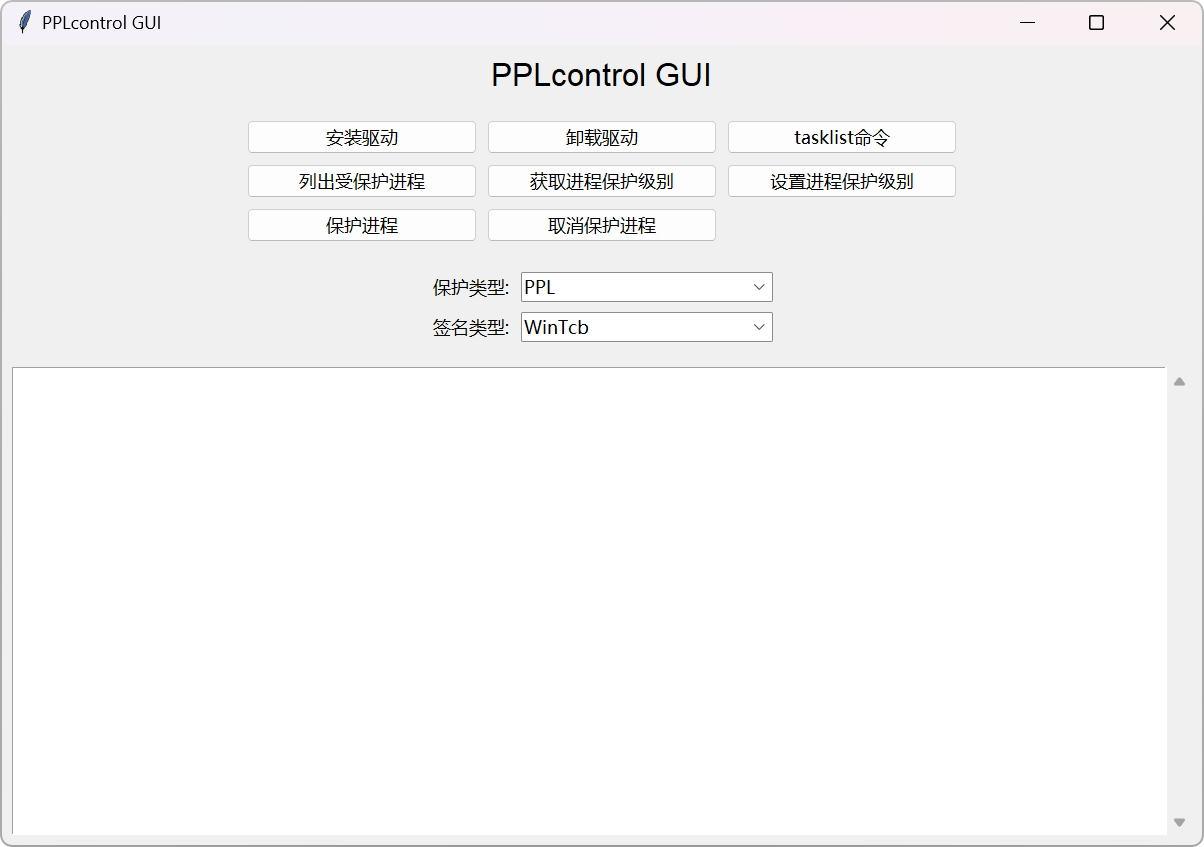 PPLcontrol GUI
PPLcontrol GUI
安装驱动 卸载驱动 tasklist命令
列出受保护进程 获取进程保护级别 设置进程保护级别
保护进程 取消保护进程
保护类型: PPL
签名类型: WinTcb